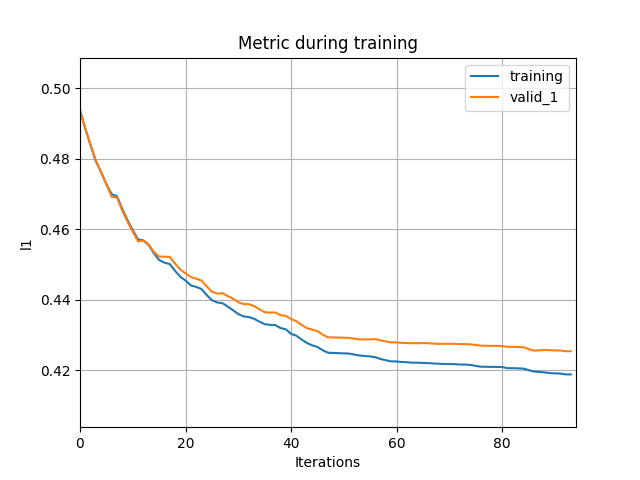 Metric during training
0.50
0.48
0.46
0.44
0.42
l1
training
valid_1
0 20 40 60 80
Iterations